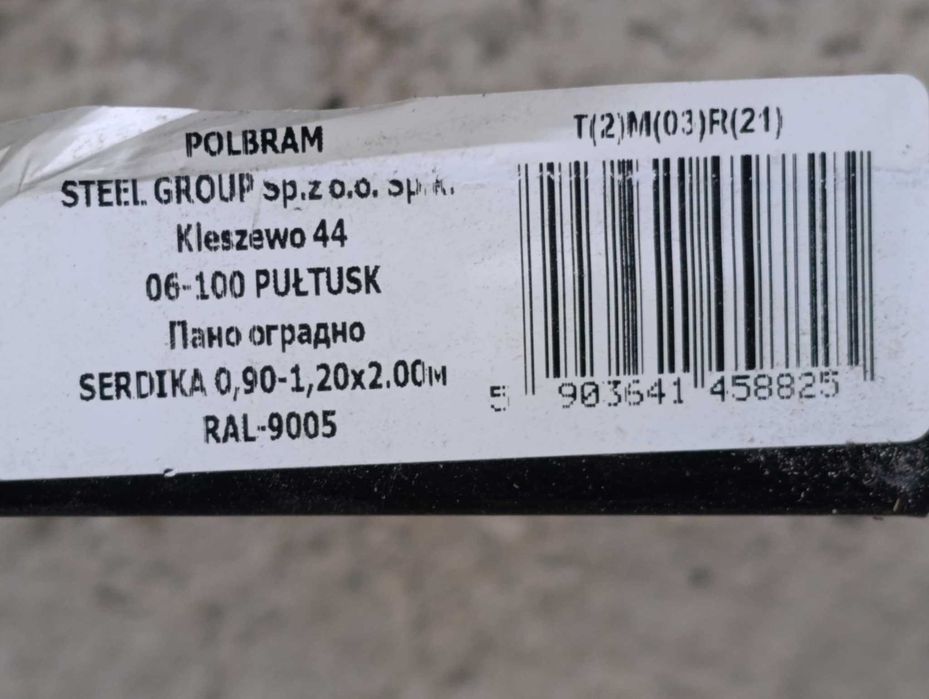 POLBRAM
STEEL GROUP Sp.z o.o. Sp. k.
Kleszewo 44
06-100 PUŁTUSK
Пано оградно
SERDIKA 0,90-1,20x2.00м
RAL-9005
T(2)M(03)R(21)
5 903641 458825